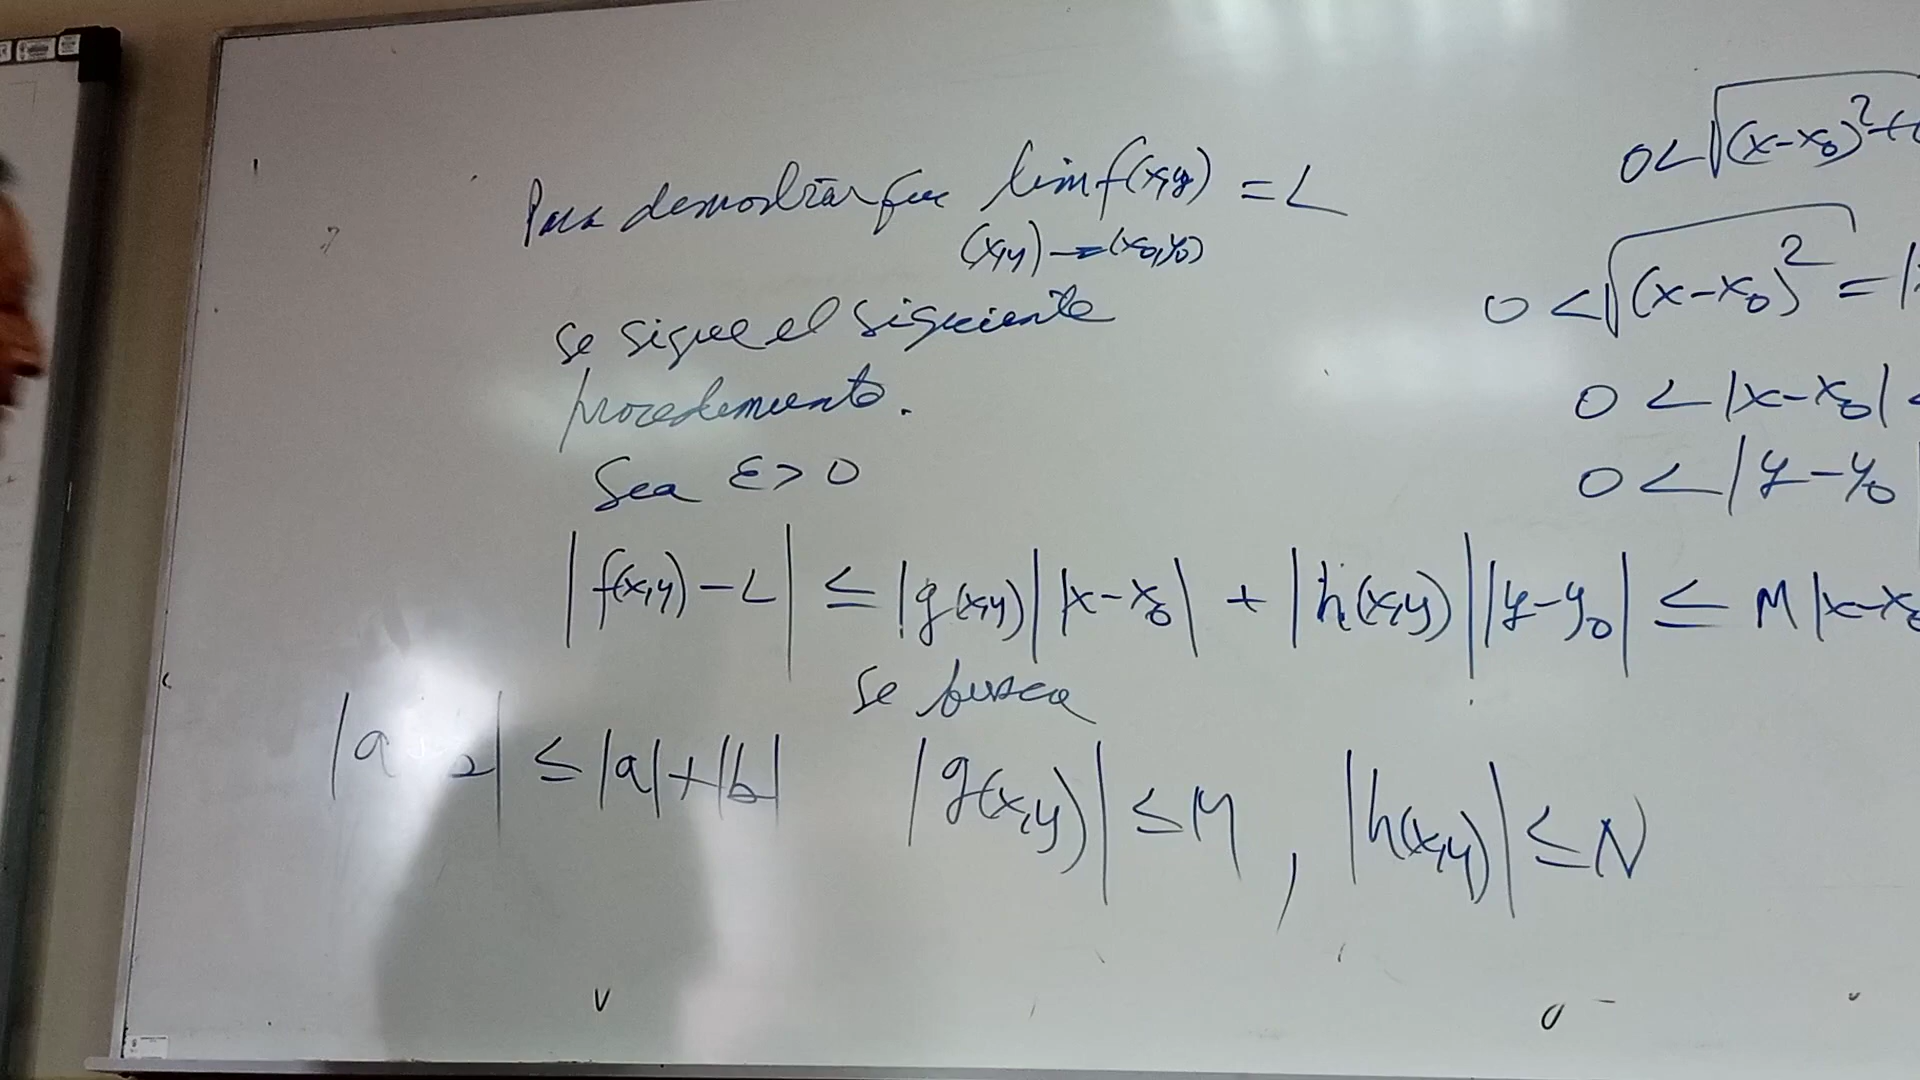 Para demostrar que lim f(x,y) = L
(x,y) → (x₀,y₀)
se sigue el siguiente
procedimiento.
Sea ε > 0
|f(x,y) - L| ≤ |g(x,y)| |x-x₀| + |h(x,y)| |y-y₀| ≤ M |x-x₀
se busca
|a | ≤ |a|+|b|
|g(x,y)| ≤ M , |h(x,y)| ≤ N
0 < √(x-x₀)² +
0 < √(x-x₀)² = |
0 < |x-x₀| <
0 < |y-y₀